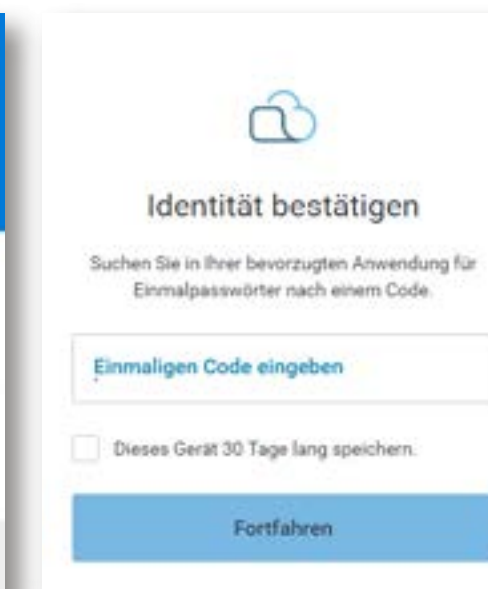 Identität bestätigen
Suchen Sie in Ihrer bevorzugten Anwendung für
Einmalpasswörter nach einem Code.
Einmaligen Code eingeben
Dieses Gerät 30 Tage lang speichern.
Fortfahren